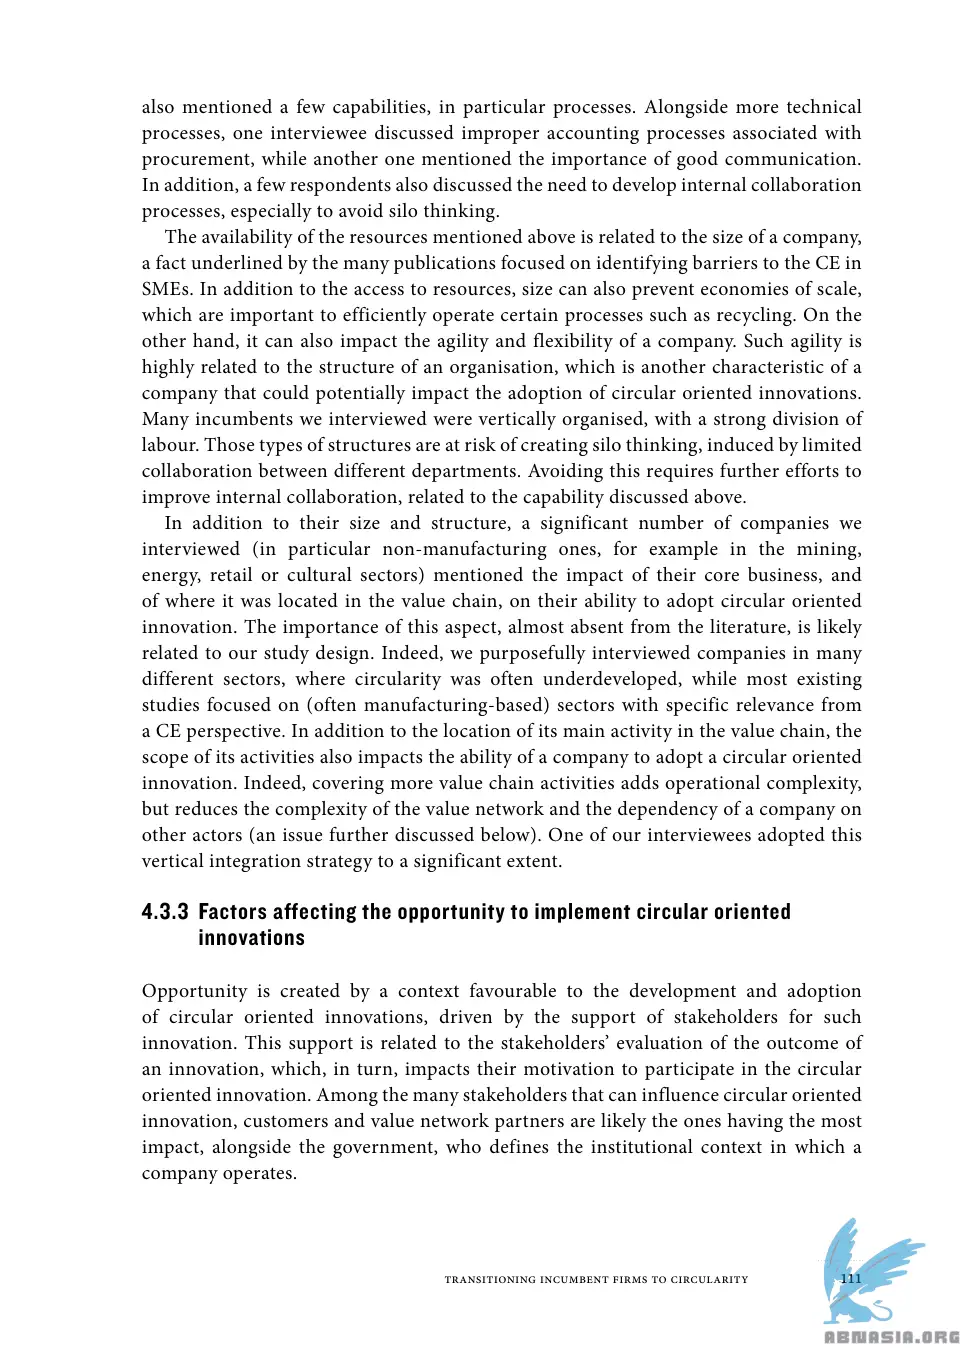 also mentioned a few capabilities, in particular processes. Alongside more technical
processes, one interviewee discussed improper accounting processes associated with
procurement, while another one mentioned the importance of good communication.
In addition, a few respondents also discussed the need to develop internal collaboration
processes, especially to avoid silo thinking.
The availability of the resources mentioned above is related to the size of a company,
a fact underlined by the many publications focused on identifying barriers to the CE in
SMEs. In addition to the access to resources, size can also prevent economies of scale,
which are important to efficiently operate certain processes such as recycling. On the
other hand, it can also impact the agility and flexibility of a company. Such agility is
highly related to the structure of an organisation, which is another characteristic of a
company that could potentially impact the adoption of circular oriented innovations.
Many incumbents we interviewed were vertically organised, with a strong division of
labour. Those types of structures are at risk of creating silo thinking, induced by limited
collaboration between different departments. Avoiding this requires further efforts to
improve internal collaboration, related to the capability discussed above.
In addition to their size and structure, a significant number of companies we
interviewed (in particular non-manufacturing ones, for example in the mining,
energy, retail or cultural sectors) mentioned the impact of their core business, and
of where it was located in the value chain, on their ability to adopt circular oriented
innovation. The importance of this aspect, almost absent from the literature, is likely
related to our study design. Indeed, we purposefully interviewed companies in many
different sectors, where circularity was often underdeveloped, while most existing
studies focused on (often manufacturing-based) sectors with specific relevance from
a CE perspective. In addition to the location of its main activity in the value chain, the
scope of its activities also impacts the ability of a company to adopt a circular oriented
innovation. Indeed, covering more value chain activities adds operational complexity,
but reduces the complexity of the value network and the dependency of a company on
other actors (an issue further discussed below). One of our interviewees adopted this
vertical integration strategy to a significant extent.
4.3.3 Factors affecting the opportunity to implement circular oriented
innovations
Opportunity is created by a context favourable to the development and adoption
of circular oriented innovations, driven by the support of stakeholders for such
innovation. This support is related to the stakeholders’ evaluation of the outcome of
an innovation, which, in turn, impacts their motivation to participate in the circular
oriented innovation. Among the many stakeholders that can influence circular oriented
innovation, customers and value network partners are likely the ones having the most
impact, alongside the government, who defines the institutional context in which a
company operates.
TRANSITIONING INCUMBENT FIRMS TO CIRCULARITY 111
ABNASIA.ORG